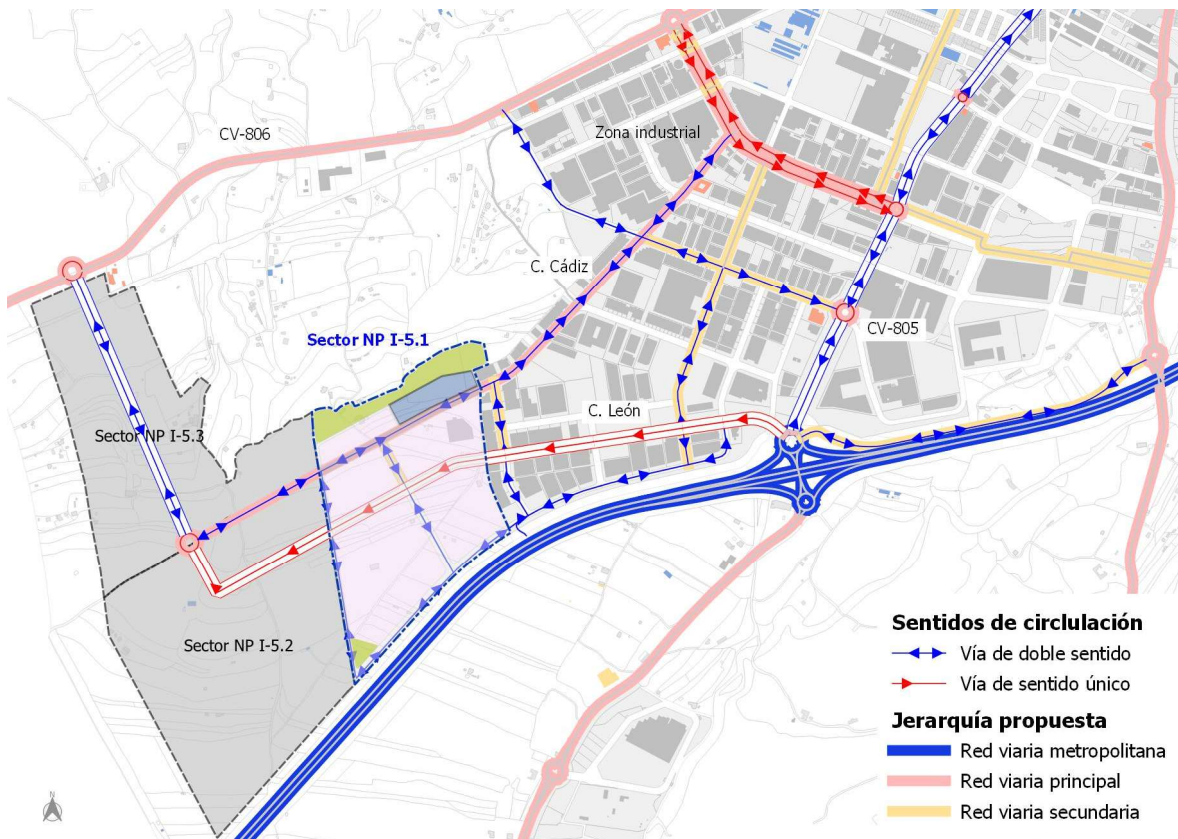 CV-806
Zona industrial
C. Cádiz
CV-805
Sector NP I-5.1
C. León
Sector NP I-5.3
Sector NP I-5.2
Sentidos de circlulación
Vía de doble sentido
Vía de sentido único
Jerarquía propuesta
Red viaria metropolitana
Red viaria principal
Red viaria secundaria
N